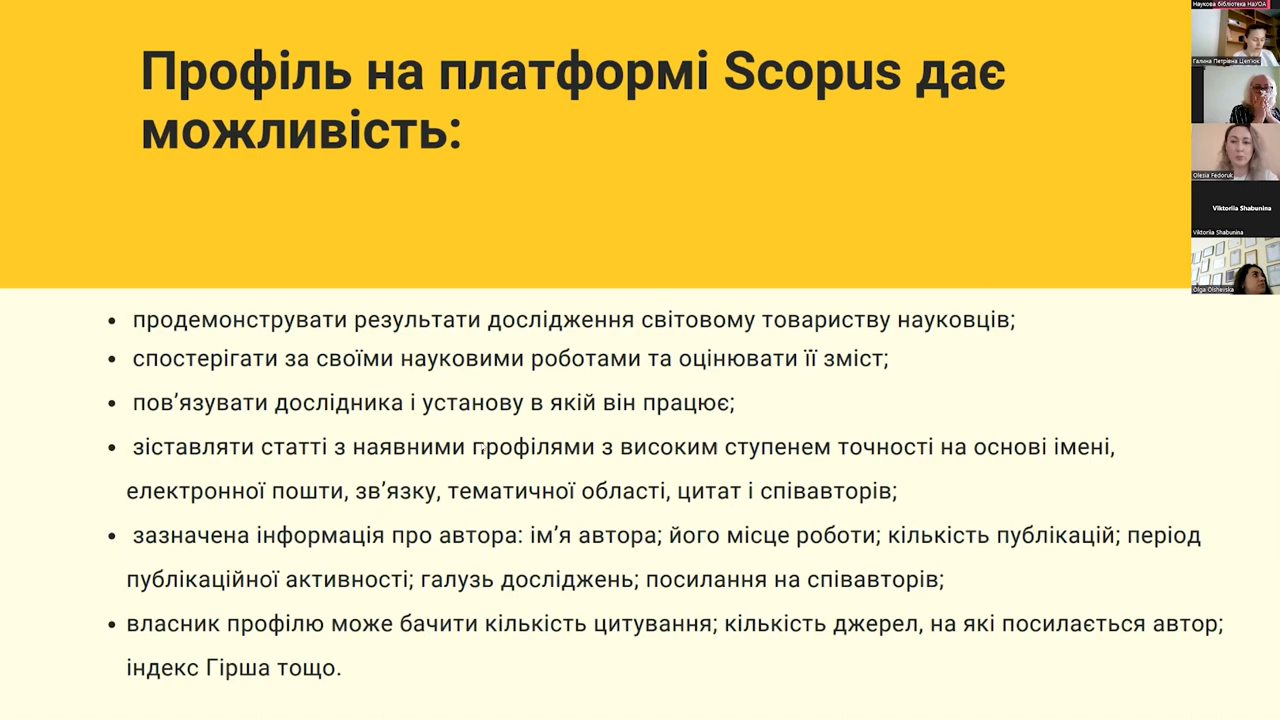 Профіль на платформі Scopus дає
можливість:
• продемонструвати результати дослідження світовому товариству науковців;
• спостерігати за своїми науковими роботами та оцінювати її зміст;
• пов’язувати дослідника і установу в якій він працює;
• зіставляти статті з наявними профілями з високим ступенем точності на основі імені,
електронної пошти, зв’язку, тематичної області, цитат і співавторів;
• зазначена інформація про автора: ім’я автора; його місце роботи; кількість публікацій; період
публікаційної активності; галузь досліджень; посилання на співавторів;
• власник профілю може бачити кількість цитування; кількість джерел, на які посилається автор;
індекс Гірша тощо.
Наукова бібліотека НаУОА
Галина Петрівна Цеп'юк
Olesia Fedoruk
Viktoriia Shabunina
Viktoriia Shabunina
Olga Olshevska